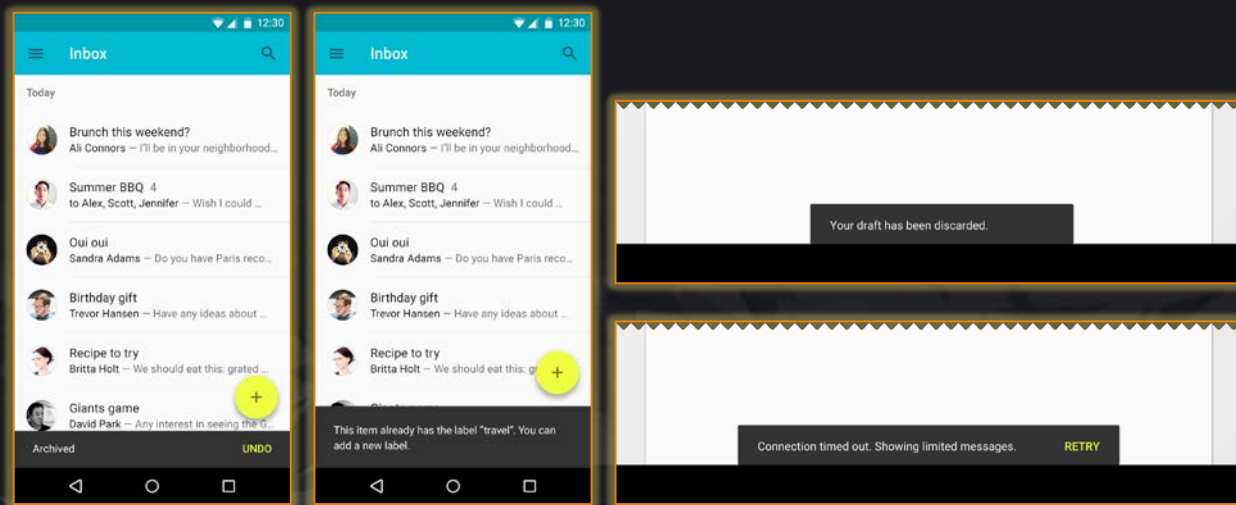 12:30
Inbox
Today
Brunch this weekend?
Ali Connors — I'll be in your neighborhood...
Summer BBQ 4
to Alex, Scott, Jennifer — Wish I could ...
Oui oui
Sandra Adams — Do you have Paris reco...
Birthday gift
Trevor Hansen — Have any ideas about ...
Recipe to try
Britta Holt — We should eat this: grated ...
Giants game
David Park — Any interest in seeing the G...
Archived UNDO
12:30
Inbox
Today
Brunch this weekend?
Ali Connors — I'll be in your neighborhood...
Summer BBQ 4
to Alex, Scott, Jennifer — Wish I could ...
Oui oui
Sandra Adams — Do you have Paris reco...
Birthday gift
Trevor Hansen — Have any ideas about ...
Recipe to try
Britta Holt — We should eat this:
This item already has the label "travel". You can
add a new label.
Your draft has been discarded.
Connection timed out. Showing limited messages. RETRY